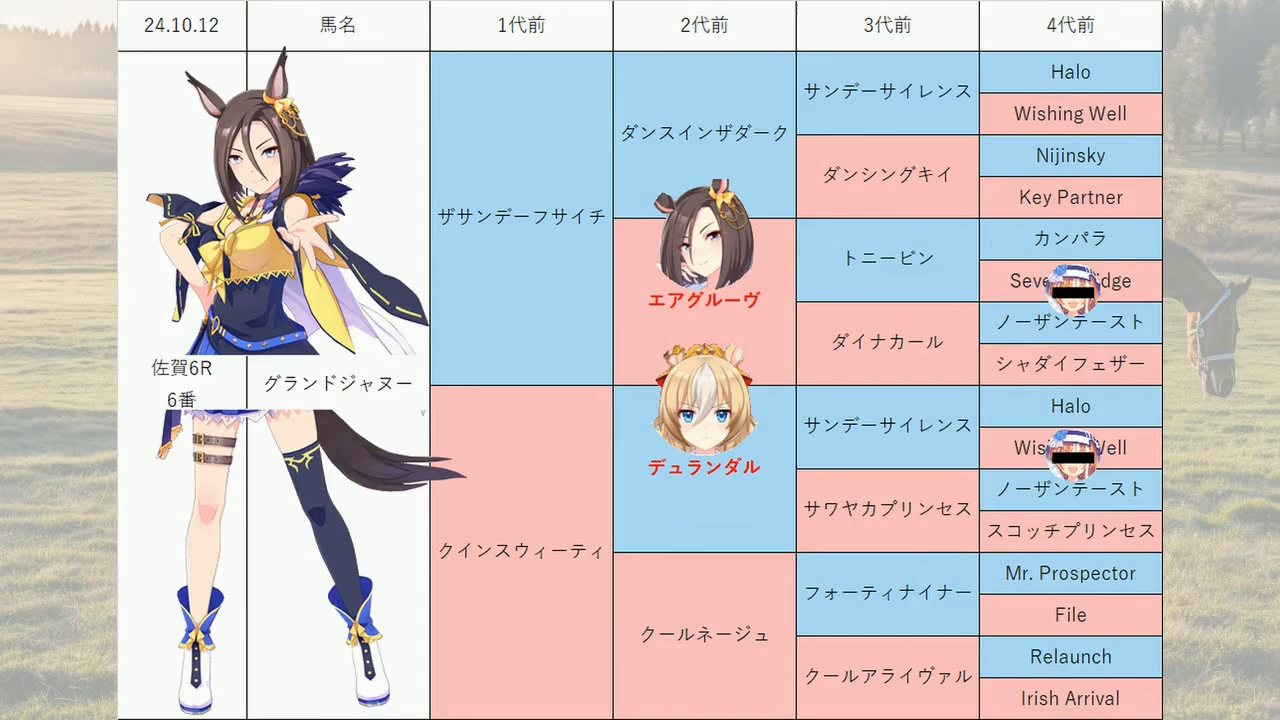 24.10.12 馬名 1代前 2代前 3代前 4代前
佐賀6R
6番
グランドジャヌー
ザサンデーフサイチ
クインスウィーティ
ダンスインザダーク
エアグルーヴ
デュランダル
クールネージュ
サンデーサイレンス
ダンシングキイ
トニービン
ダイナカール
サンデーサイレンス
サワヤカプリンセス
フォーティナイナー
クールアライヴァル
Halo
Wishing Well
Nijinsky
Key Partner
カンパラ
ノーザンテースト
シャダイフェザー
Halo
Well
ノーザンテースト
スコッチプリンセス
Mr. Prospector
File
Relaunch
Irish Arrival